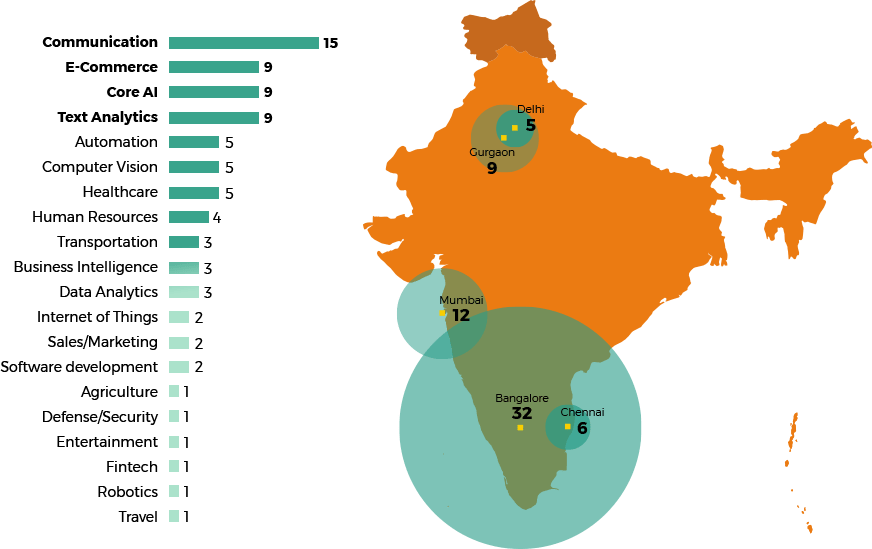 Communication 15
E-Commerce 9
Core AI 9
Text Analytics 9
Automation 5
Computer Vision 5
Healthcare 5
Human Resources 4
Transportation 3
Business Intelligence 3
Data Analytics 3
Internet of Things 2
Sales/Marketing 2
Software development 2
Agriculture 1
Defense/Security 1
Entertainment 1
Fintech 1
Robotics 1
Travel 1
Delhi
5
Gurgaon
9
Mumbai
12
Bangalore
32
Chennai
6